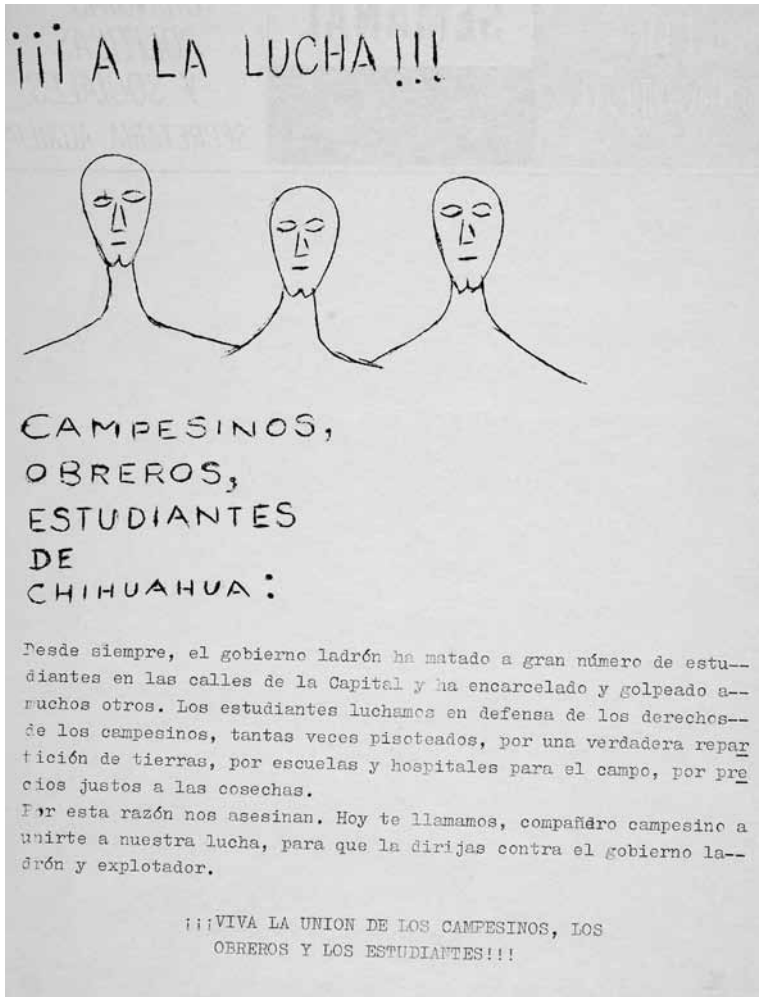 ¡¡¡ A LA LUCHA !!!
CAMPESINOS,
OBREROS,
ESTUDIANTES
DE
CHIHUAHUA :
Desde siempre, el gobierno ladrón ha matado a gran número de estu--
diantes en las calles de la Capital y ha encarcelado y golpeado a--
muchos otros. Los estudiantes luchamos en defensa de los derechos--
de los campesinos, tantas veces pisoteados, por una verdadera repar
tición de tierras, por escuelas y hospitales para el campo, por pre
cios justos a las cosechas.
Por esta razón nos asesinan. Hoy te llamamos, compañdro campesino a
unirte a nuestra lucha, para que la dirijas contra el gobierno la--
drón y explotador.
¡¡¡VIVA LA UNION DE LOS CAMPESINOS, LOS
OBREROS Y LOS ESTUDIANTES!!!